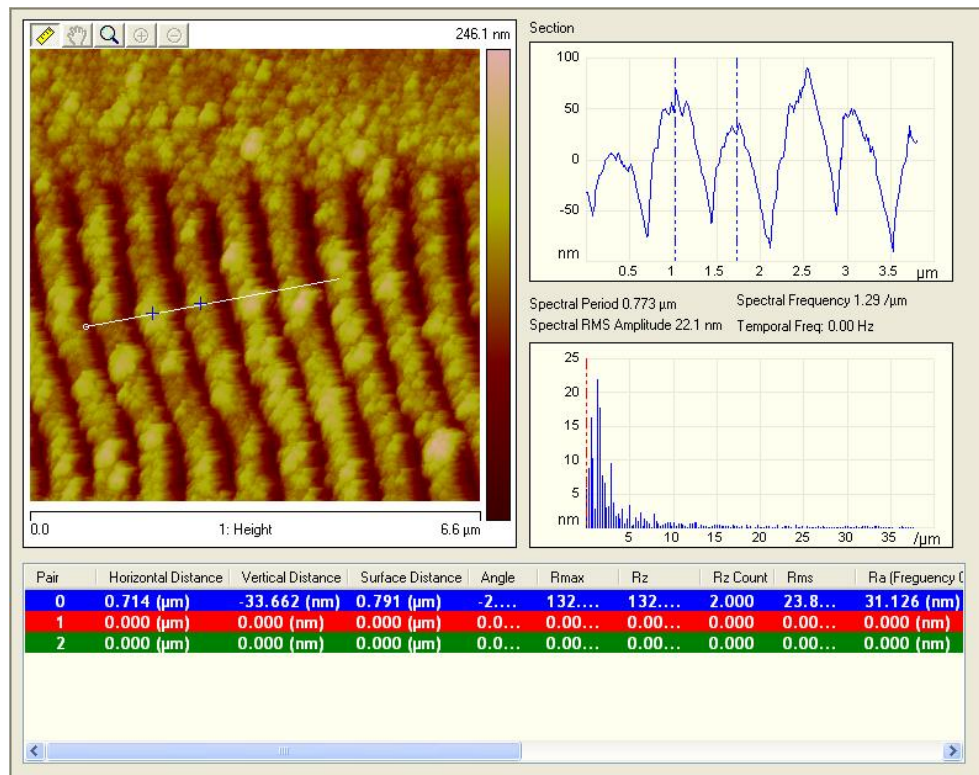 246.1 nm
0.0 1: Height 6.6 µm
Section
100
50
0
-50
nm
0.5 1 1.5 2 2.5 3 3.5 µm
Spectral Period 0.773 µm Spectral Frequency 1.29 /µm
Spectral RMS Amplitude 22.1 nm Temporal Freq: 0.00 Hz
25
20
15
10
5
nm
5 10 15 20 25 30 35 /µm
Pair Horizontal Distance Vertical Distance Surface Distance Angle Rmax Rz Rz Count Rms Ra (Freguency C
0 0.714 (µm) -33.662 (nm) 0.791 (µm) -2.... 132.... 132.... 2.000 23.8... 31.126 (nm)
1 0.000 (µm) 0.000 (nm) 0.000 (µm) 0.0... 0.00... 0.00... 0.000 0.00... 0.000 (nm)
2 0.000 (µm) 0.000 (nm) 0.000 (µm) 0.0... 0.00... 0.00... 0.000 0.00... 0.000 (nm)